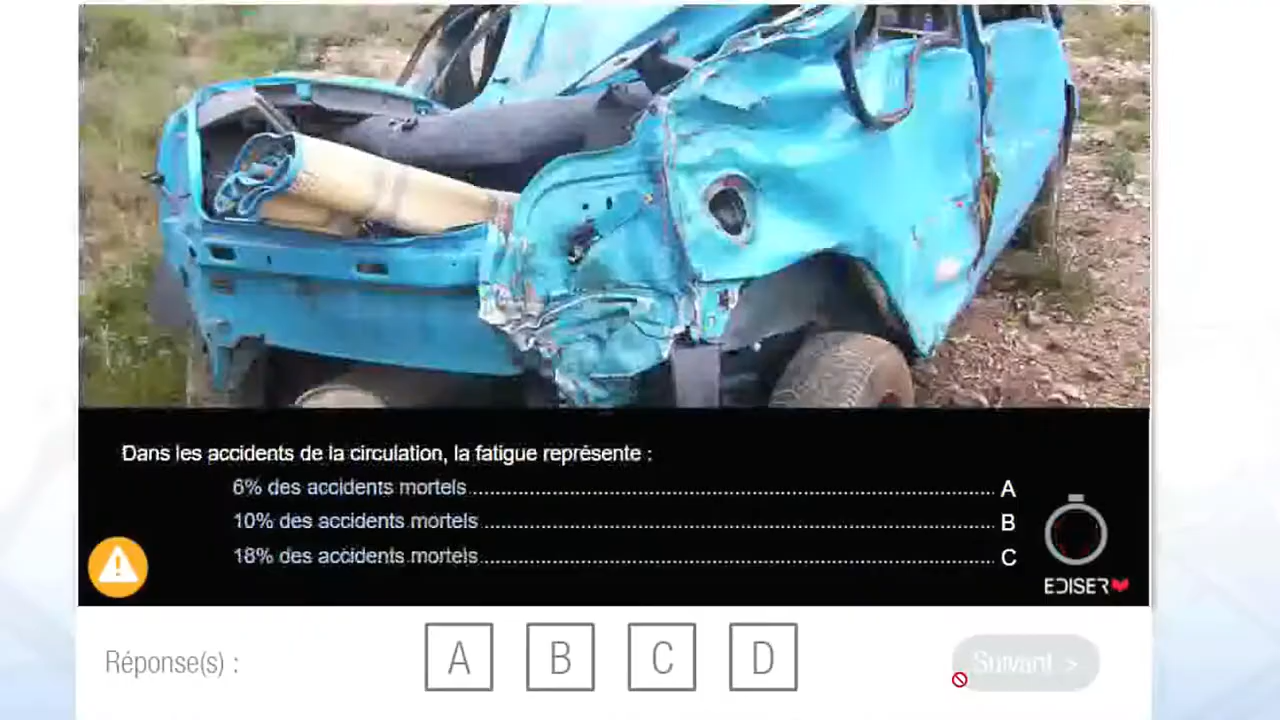 Dans les accidents de la circulation, la fatigue représente :
6% des accidents mortels A
10% des accidents mortels B
18% des accidents mortels C
EDISER
Réponse(s) : A B C D Suivant >